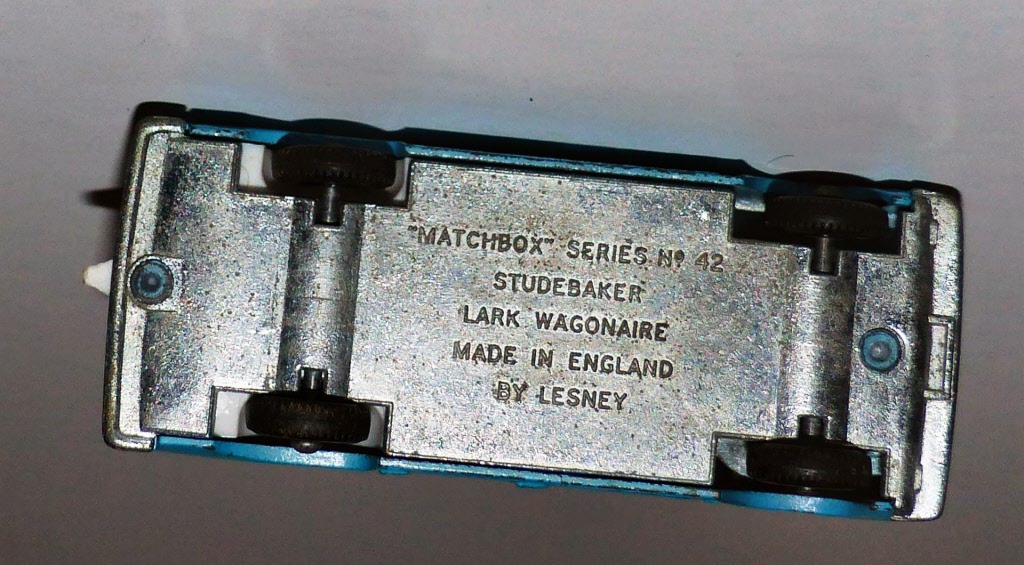 "MATCHBOX" SERIES Nº 42
STUDEBAKER
LARK WAGONAIRE
MADE IN ENGLAND
BY LESNEY